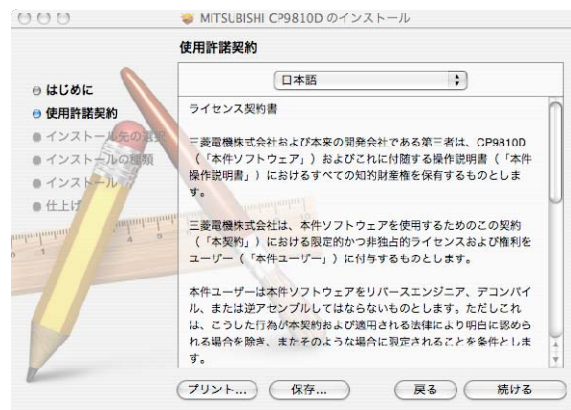 MITSUBISHI CP9810D のインストール
使用許諾契約
日本語
はじめに
使用許諾契約
インストール先の選択
インストールの種類
インストール
仕上げ
ライセンス契約書
三菱電機株式会社および本来の開発会社である第三者は、CP9810D
（「本件ソフトウェア」）およびこれに付随する操作説明書（「本件
操作説明書」）におけるすべての知的財産権を保有するものとしま
す。
三菱電機株式会社は、本件ソフトウェアを使用するためのこの契約
（「本契約」）における限定的かつ非独占的ライセンスおよび権利を
ユーザー（「本件ユーザー」）に付与するものとします。
本件ユーザーは本件ソフトウェアをリバースエンジニア、デコンパイ
ル、または逆アセンブルしてはならないものとします。ただしこれ
は、こうした行為が本契約および適用される法律により明白に認めら
れる場合を除き、またそのような場合に限定されることを条件としま
す。
プリント... 保存... 戻る 続ける